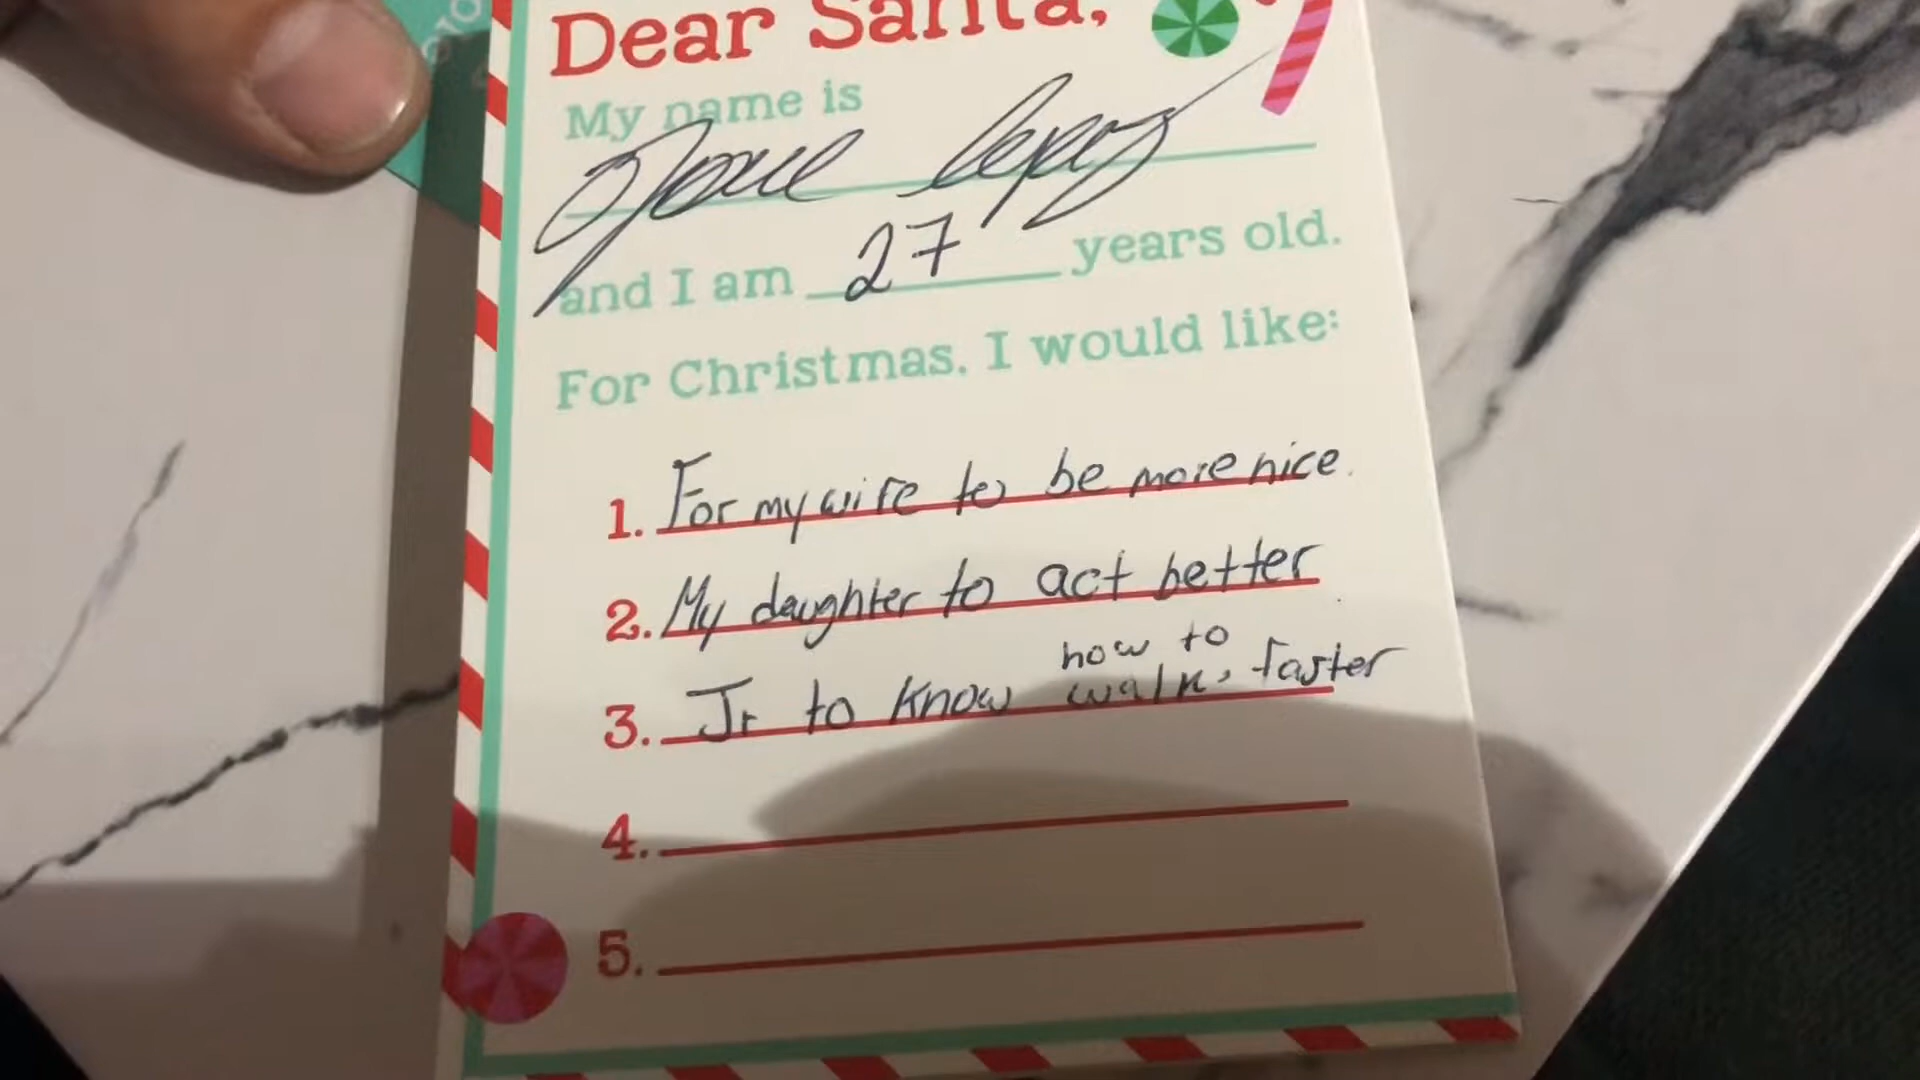 Dear Santa,
My name is
and I am 27 years old.
For Christmas, I would like:
1. For my wife to be more nice.
2. My daughter to act better
how to
3. Jr to know walk, faster
4.
5.